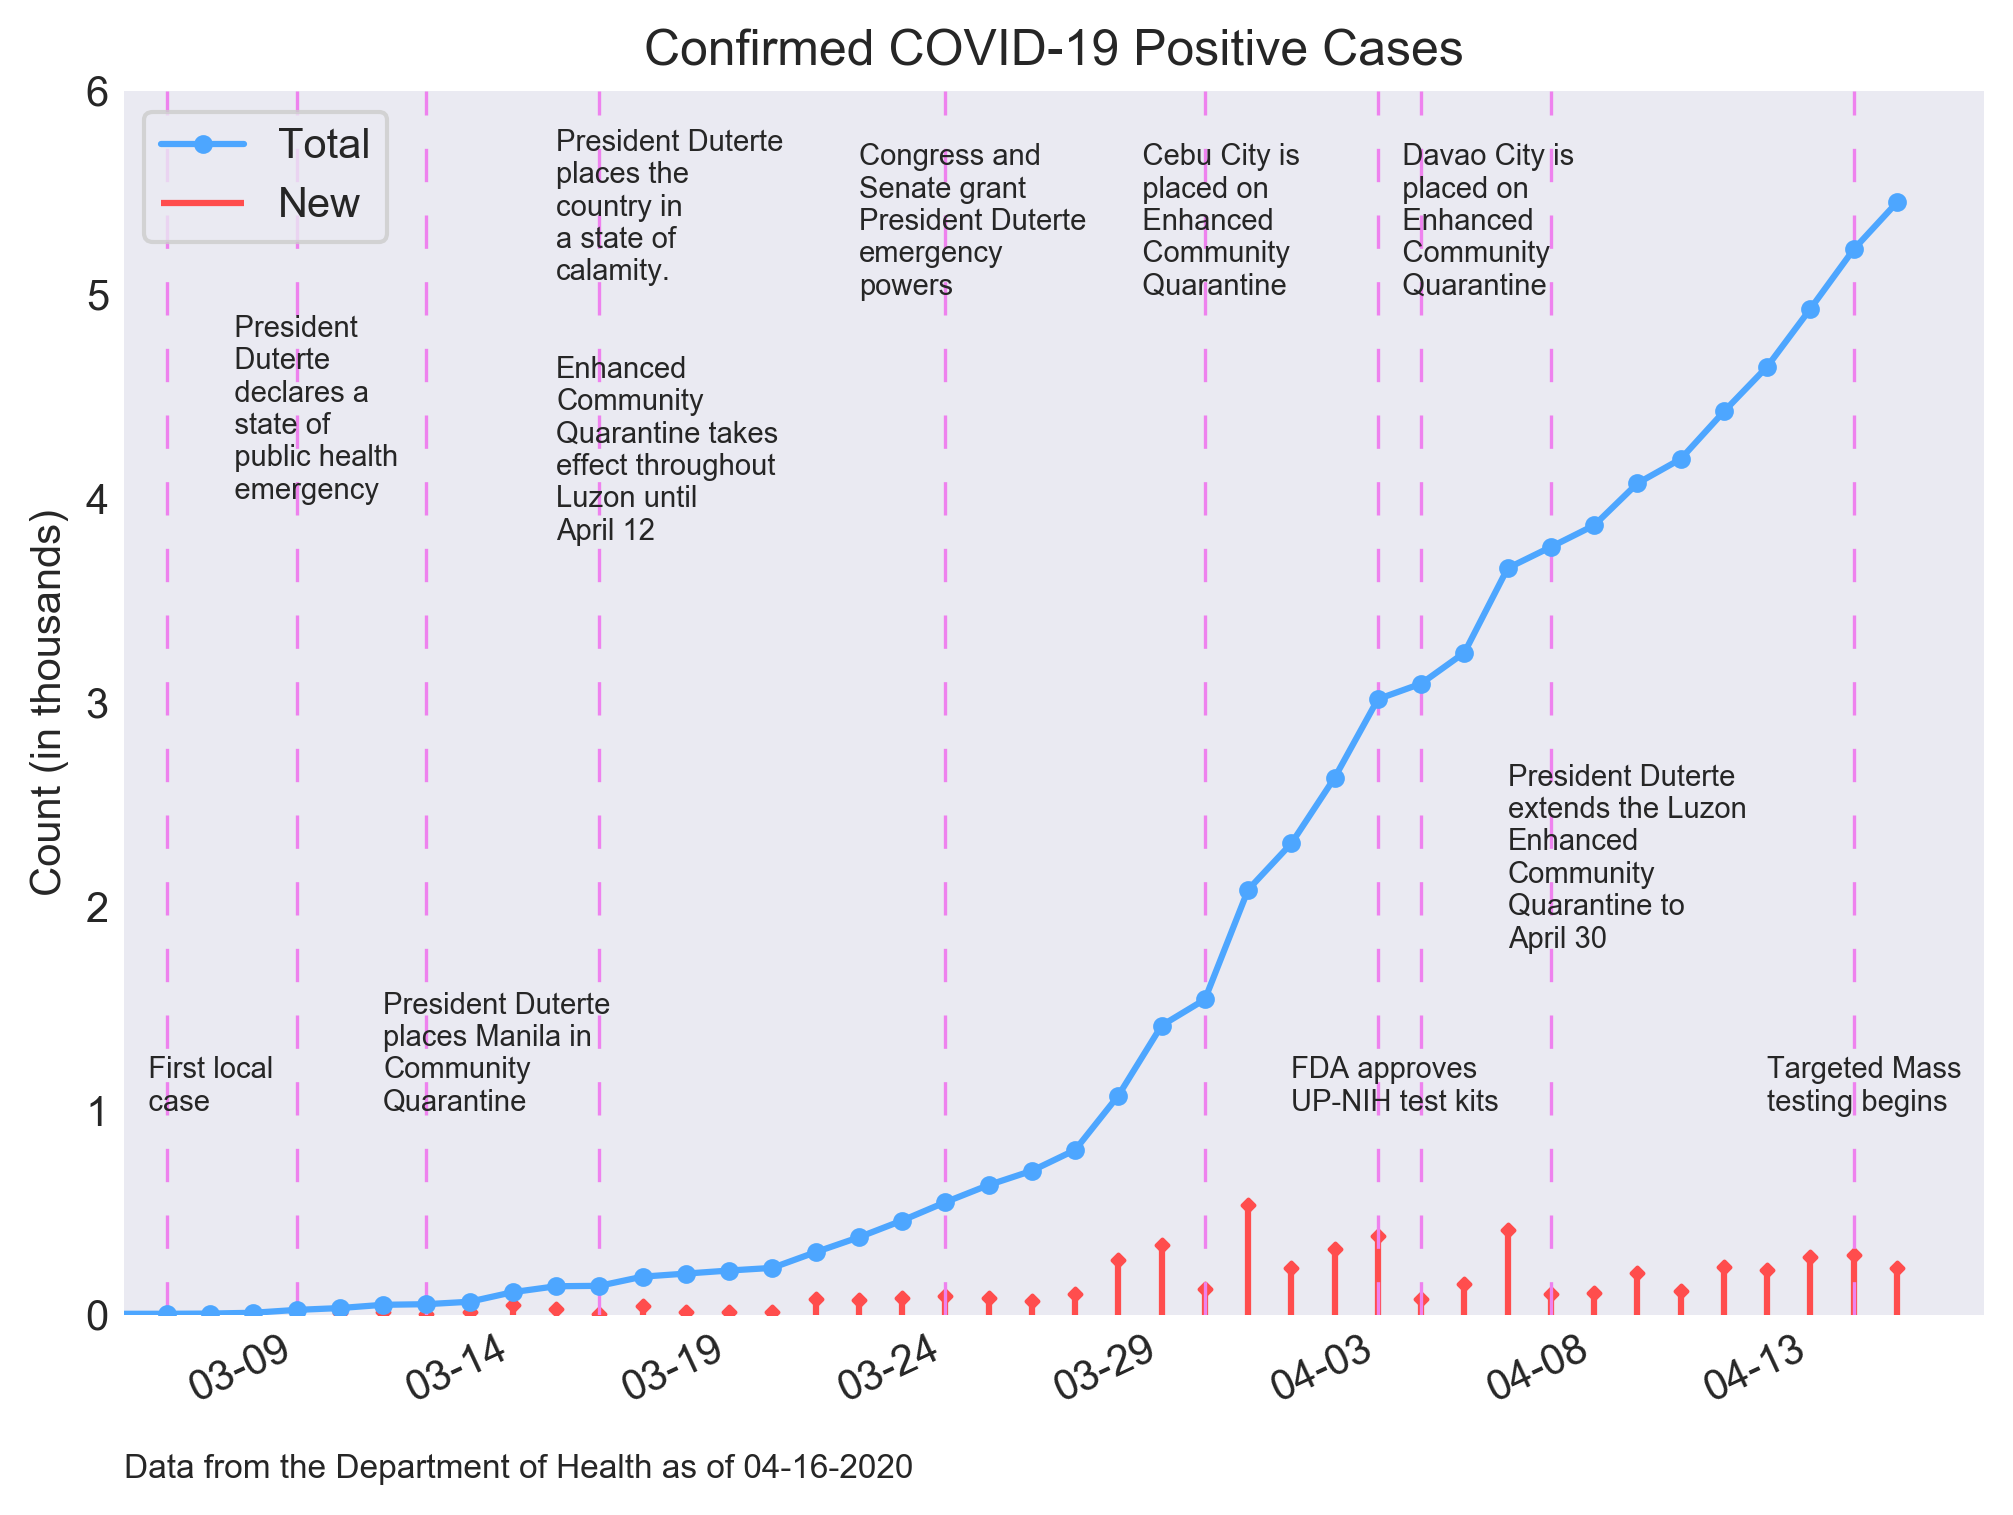 Confirmed COVID-19 Positive Cases
6
5
4
3
2
1
0
Count (in thousands)
Total
New
President Duterte
places the
country in
a state of
calamity.
Congress and
Senate grant
President Duterte
emergency
powers
Cebu City is
placed on
Enhanced
Community
Quarantine
Davao City is
placed on
Enhanced
Community
Quarantine
President
Duterte
declares a
state of
public health
emergency
Enhanced
Community
Quarantine takes
effect throughout
Luzon until
April 12
President Duterte
extends the Luzon
Enhanced
Community
Quarantine to
April 30
First local
case
President Duterte
places Manila in
Community
Quarantine
FDA approves
UP-NIH test kits
Targeted Mass
testing begins
03-09
03-14
03-19
03-24
03-29
04-03
04-08
04-13
Data from the Department of Health as of 04-16-2020